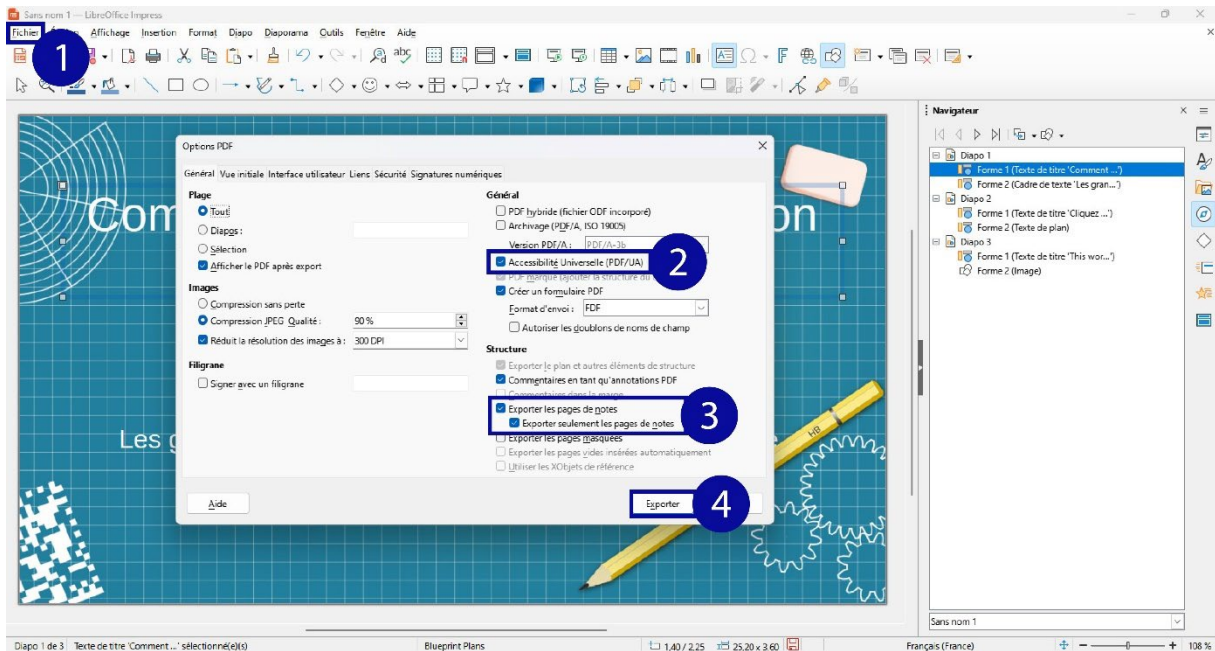 Sans nom 1 — LibreOffice Impress
Fichier Affichage Insertion Format Diapo Diaporama Outils Fenêtre Aide
1
Options PDF
Général Vue initiale Interface utilisateur Liens Sécurité Signatures numériques
Plage
Tout
Diapos :
Sélection
Afficher le PDF après export
Images
Compression sans perte
Compression JPEG Qualité : 90 %
Réduit la résolution des images à : 300 DPI
Filigrane
Signer avec un filigrane
Général
PDF hybride (fichier ODF incorporé)
Archivage (PDF/A, ISO 19005)
Version PDF/A : PDF/A-3b
Accessibilité Universelle (PDF/UA)
2
PDF marqué (ajouter la structure du
Créer un formulaire PDF
Format d'envoi : FDF
Autoriser les doublons de noms de champ
Structure
Exporter le plan et autres éléments de structure
Commentaires en tant qu'annotations PDF
Commentaires dans la marge
Exporter les pages de notes
Exporter seulement les pages de notes
3
Exporter les pages masquées
Exporter les pages vides insérées automatiquement
Utiliser les XObjets de référence
Aide
Exporter
4
Com
on
Les g
HB
Navigateur
Diapo 1
Forme 1 (Texte de titre 'Comment ...')
Forme 2 (Cadre de texte 'Les gran...')
Diapo 2
Forme 1 (Texte de titre 'Cliquez ...')
Forme 2 (Texte de plan)
Diapo 3
Forme 1 (Texte de titre 'This wor...')
Forme 2 (Image)
Sans nom 1
Diapo 1 de 3 Texte de titre 'Comment ...' sélectionné(e)(s) Blueprint Plans 1,40 / 2,25 25,20 x 3,60 Français (France) 108 %